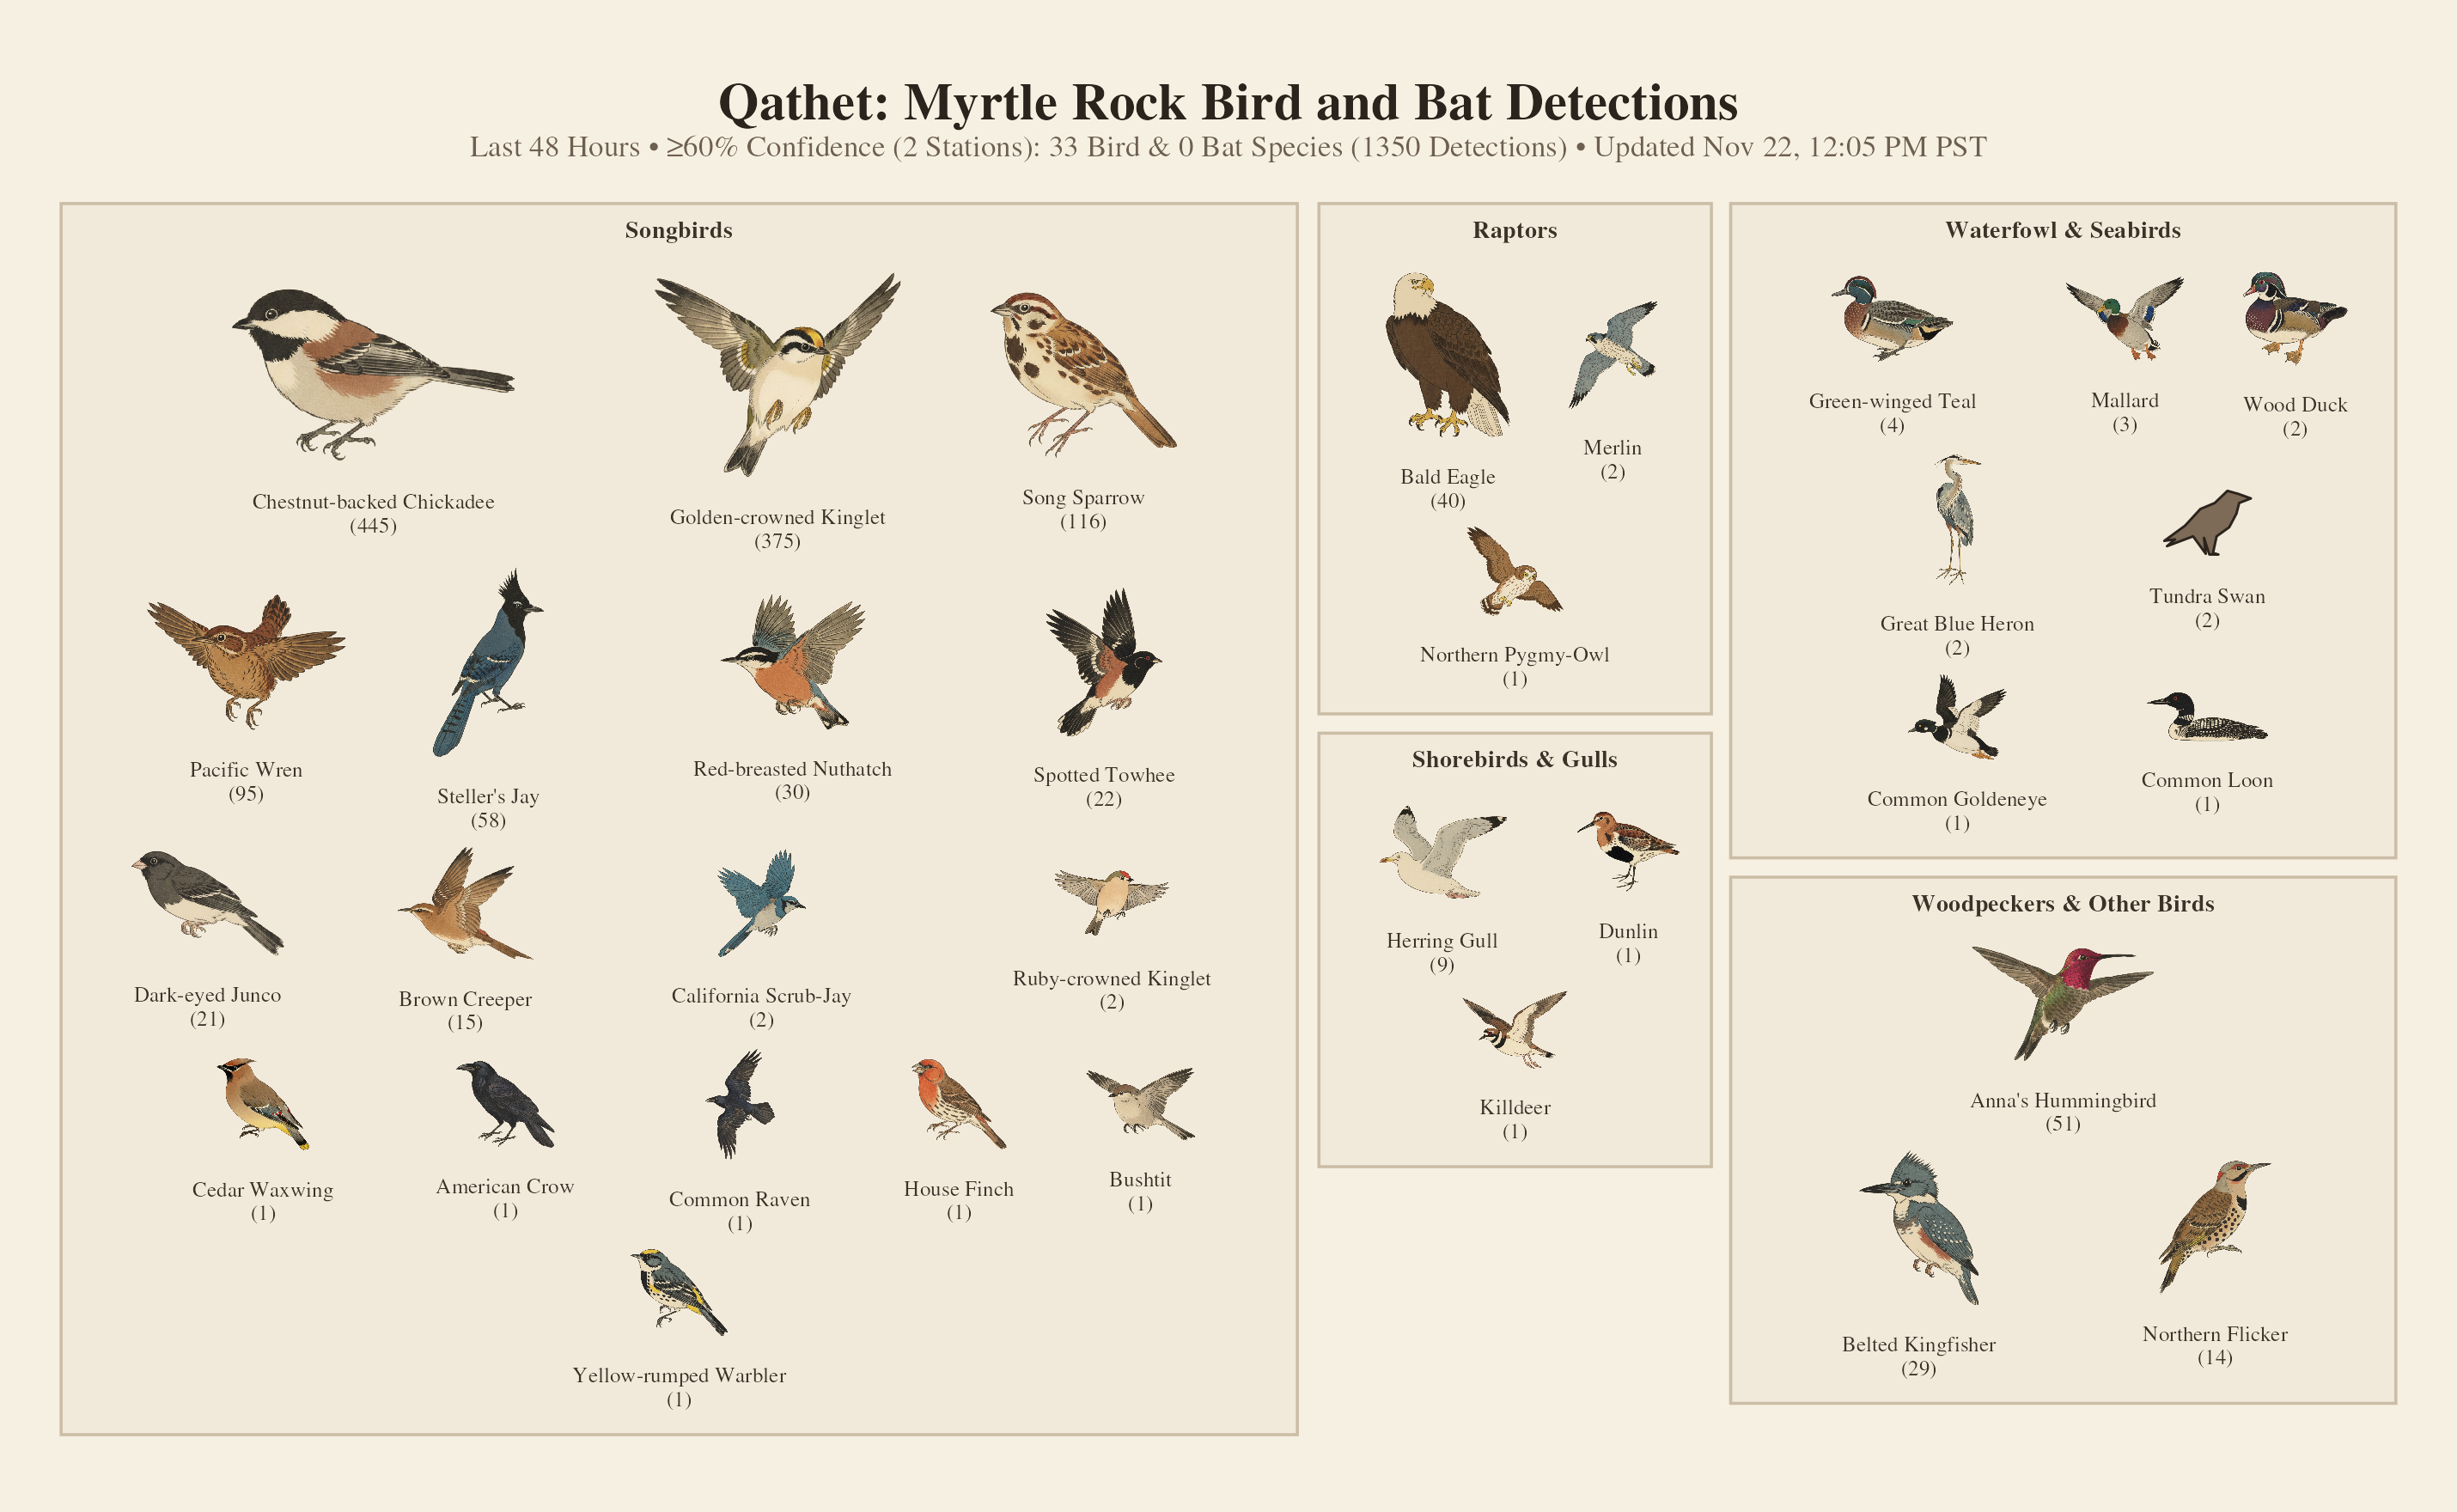 Qathet: Myrtle Rock Bird and Bat Detections
Last 48 Hours • ≥60% Confidence (2 Stations): 33 Bird & 0 Bat Species (1350 Detections) • Updated Nov 22, 12:05 PM PST
Songbirds
Chestnut-backed Chickadee
(445)
Golden-crowned Kinglet
(375)
Song Sparrow
(116)
Pacific Wren
(95)
Steller's Jay
(58)
Red-breasted Nuthatch
(30)
Spotted Towhee
(22)
Dark-eyed Junco
(21)
Brown Creeper
(15)
California Scrub-Jay
(2)
Ruby-crowned Kinglet
(2)
Cedar Waxwing
(1)
American Crow
(1)
Common Raven
(1)
House Finch
(1)
Bushtit
(1)
Yellow-rumped Warbler
(1)
Raptors
Bald Eagle
(40)
Merlin
(2)
Northern Pygmy-Owl
(1)
Shorebirds & Gulls
Herring Gull
(9)
Dunlin
(1)
Killdeer
(1)
Waterfowl & Seabirds
Green-winged Teal
(4)
Mallard
(3)
Wood Duck
(2)
Great Blue Heron
(2)
Tundra Swan
(2)
Common Goldeneye
(1)
Common Loon
(1)
Woodpeckers & Other Birds
Anna's Hummingbird
(51)
Belted Kingfisher
(29)
Northern Flicker
(14)